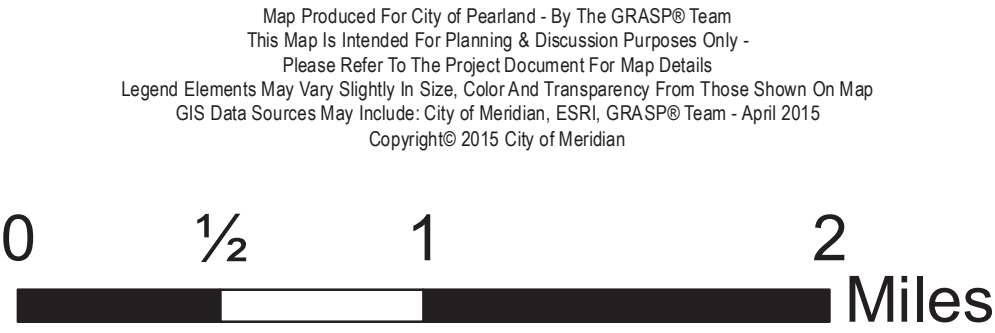 Map Produced For City of Pearland - By The GRASP® Team
This Map Is Intended For Planning & Discussion Purposes Only -
Please Refer To The Project Document For Map Details
Legend Elements May Vary Slightly In Size, Color And Transparency From Those Shown On Map
GIS Data Sources May Include: City of Meridian, ESRI, GRASP® Team - April 2015
Copyright© 2015 City of Meridian
0 ½ 1 2
Miles